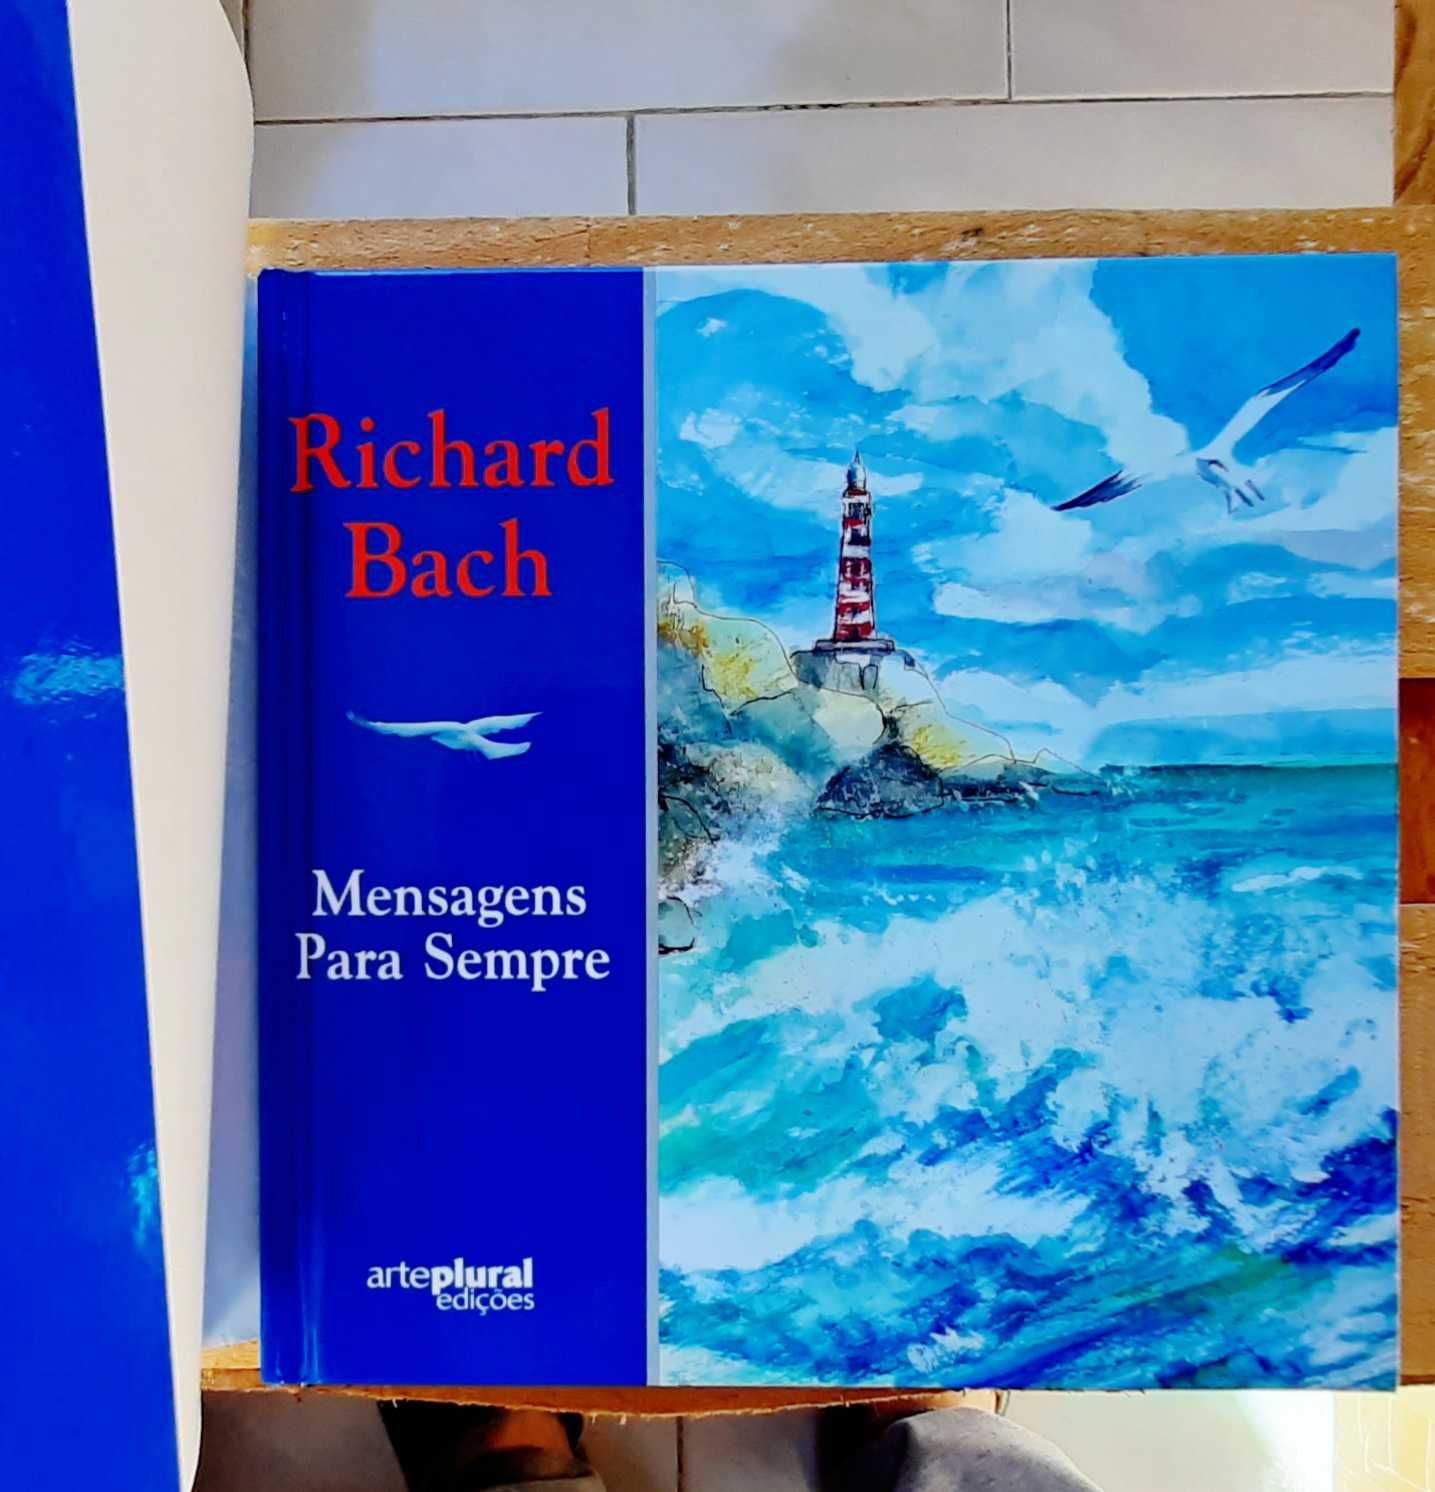 Richard
Bach
Mensagens
Para Sempre
arteplural
edições